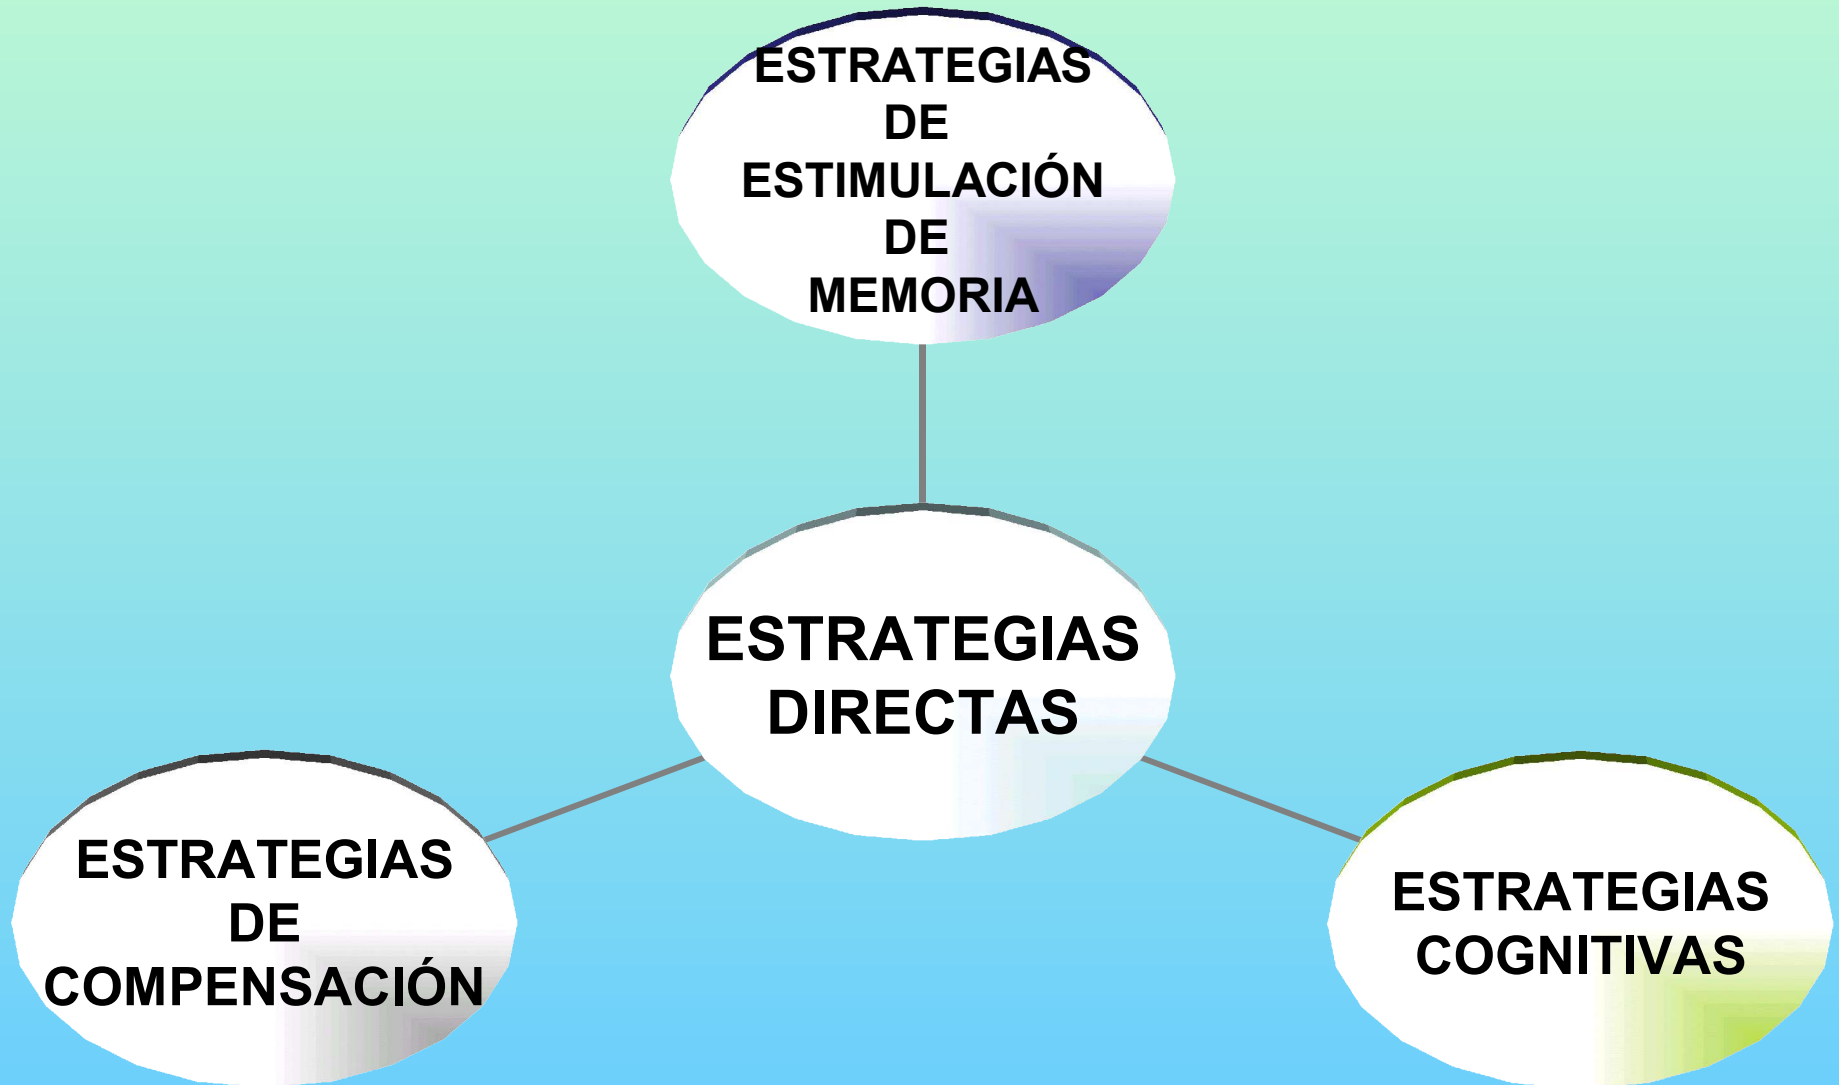 ESTRATEGIAS
DE
ESTIMULACIÓN
DE
MEMORIA
ESTRATEGIAS
DIRECTAS
ESTRATEGIAS
DE
COMPENSACIÓN
ESTRATEGIAS
COGNITIVAS